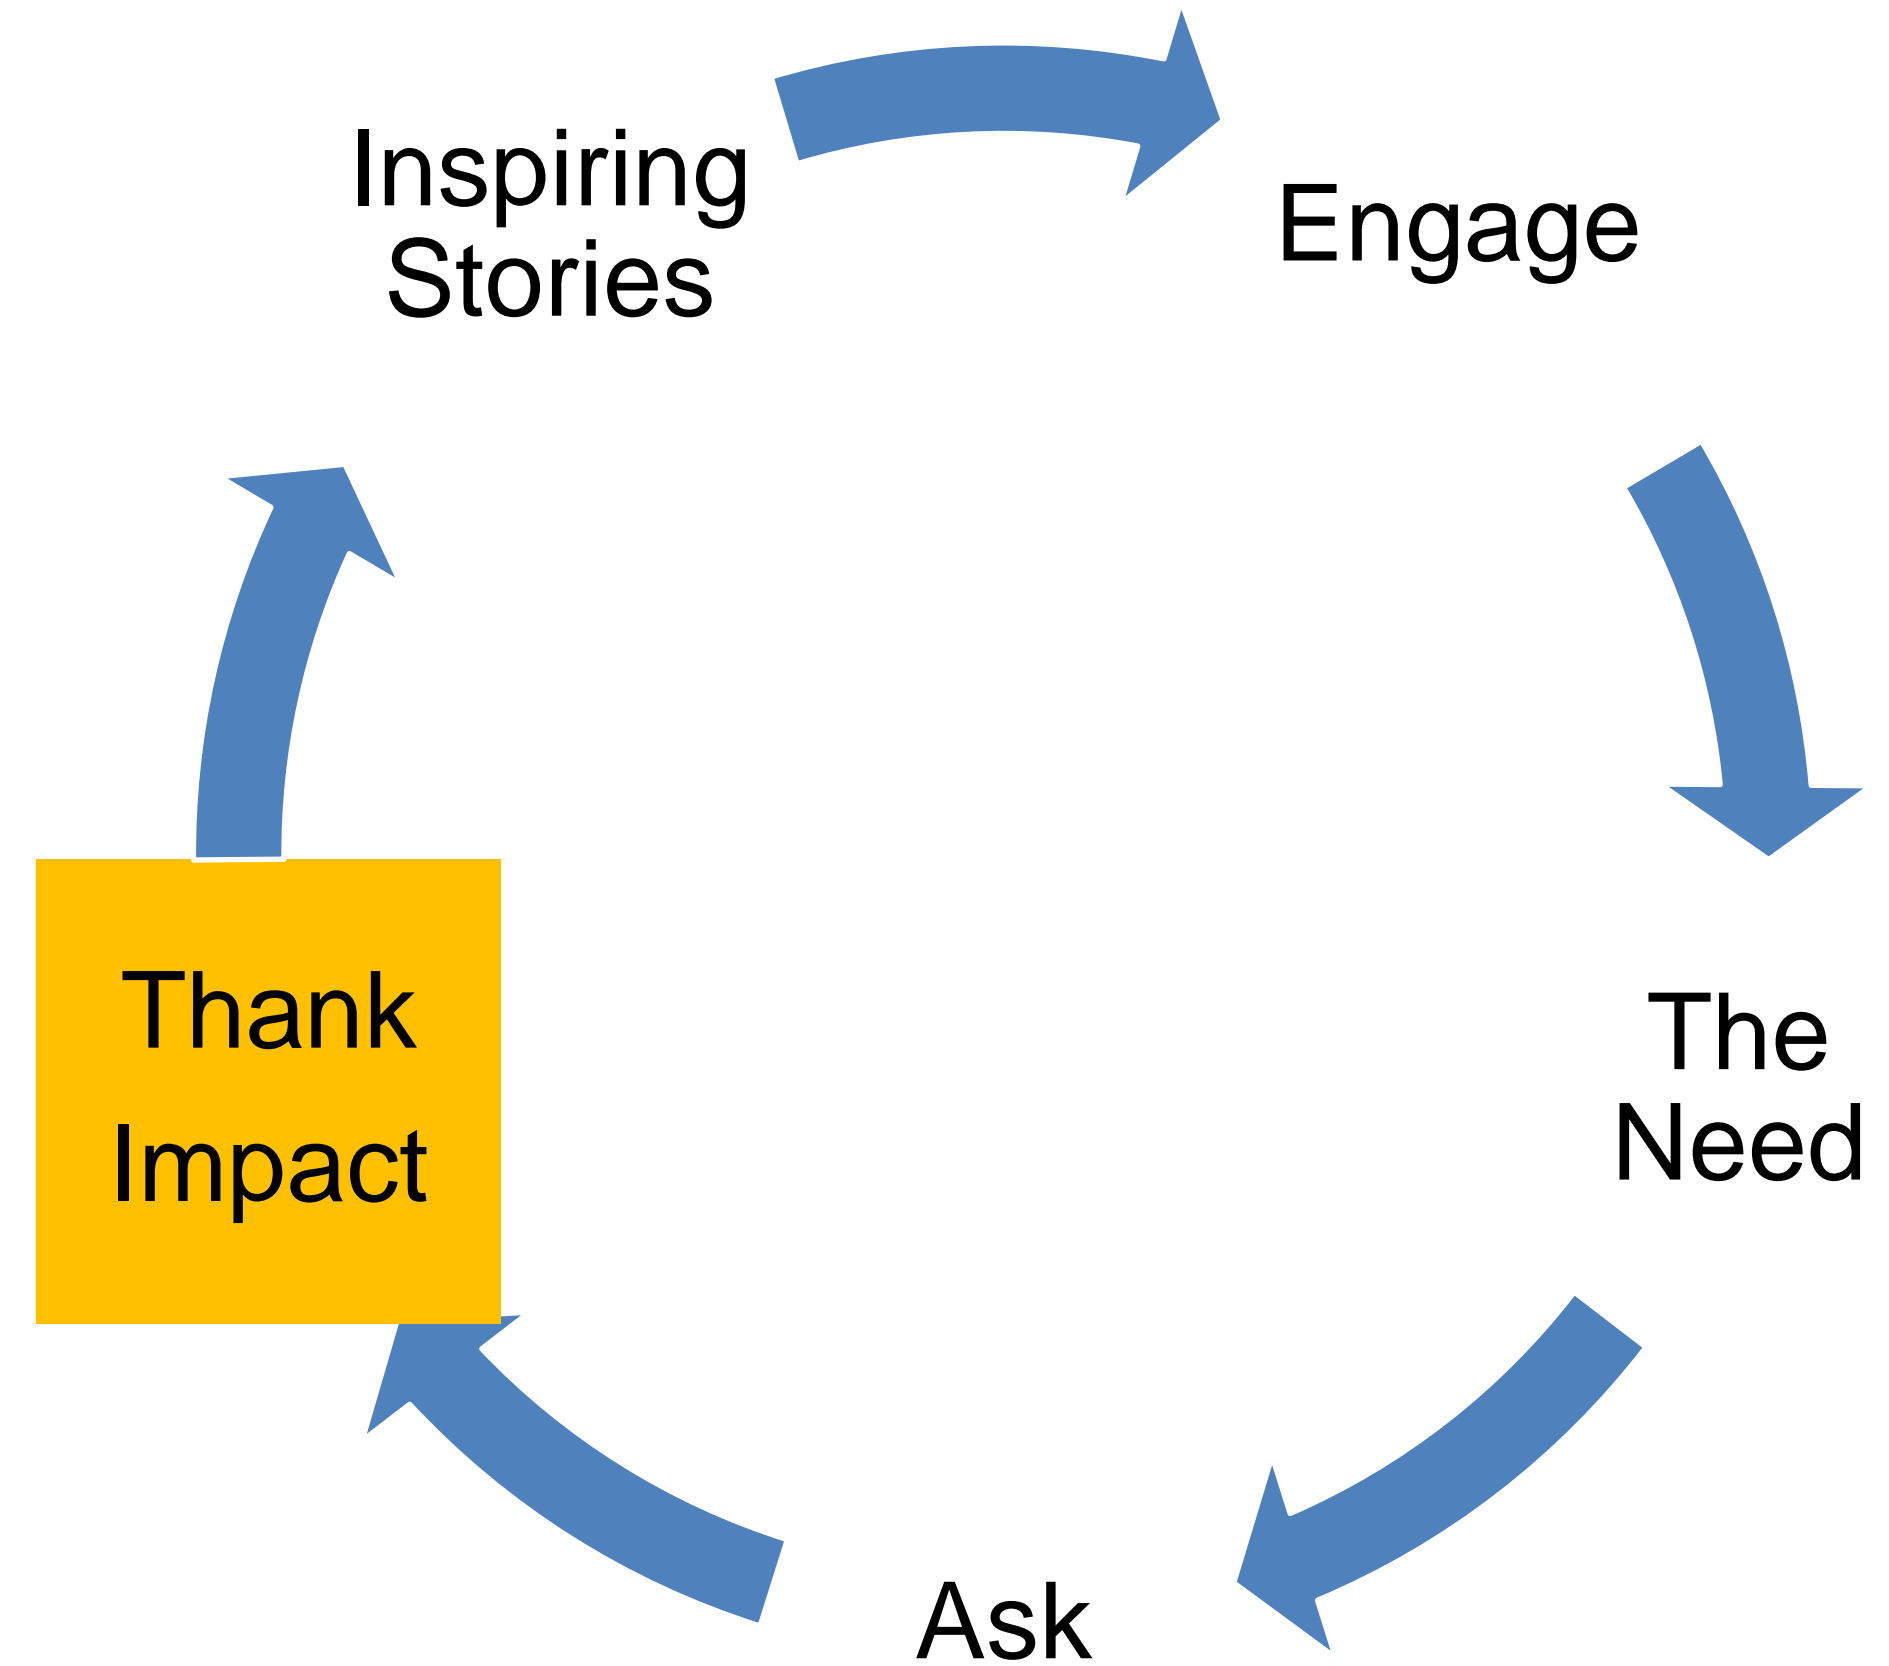 Inspiring
Stories
Engage
The
Need
Ask
Thank
Impact